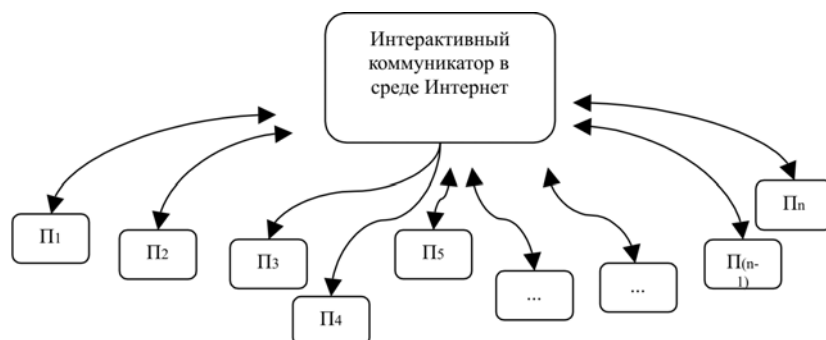 Интерактивный
коммуникатор в
среде Интернет
П1
П2
П3
П4
П5
...
...
П(n-
1)
Пn